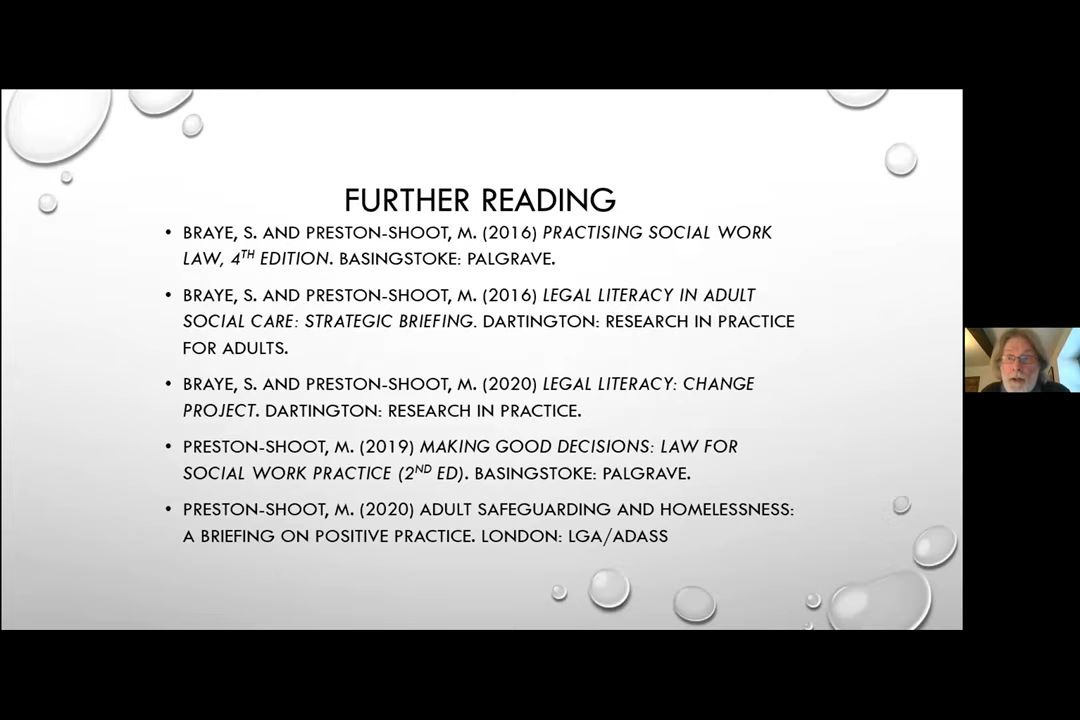 FURTHER READING
• BRAYE, S. AND PRESTON-SHOOT, M. (2016) PRACTISING SOCIAL WORK
LAW, 4TH EDITION. BASINGSTOKE: PALGRAVE.
• BRAYE, S. AND PRESTON-SHOOT, M. (2016) LEGAL LITERACY IN ADULT
SOCIAL CARE: STRATEGIC BRIEFING. DARTINGTON: RESEARCH IN PRACTICE
FOR ADULTS.
• BRAYE, S. AND PRESTON-SHOOT, M. (2020) LEGAL LITERACY: CHANGE
PROJECT. DARTINGTON: RESEARCH IN PRACTICE.
• PRESTON-SHOOT, M. (2019) MAKING GOOD DECISIONS: LAW FOR
SOCIAL WORK PRACTICE (2ND ED). BASINGSTOKE: PALGRAVE.
• PRESTON-SHOOT, M. (2020) ADULT SAFEGUARDING AND HOMELESSNESS:
A BRIEFING ON POSITIVE PRACTICE. LONDON: LGA/ADASS